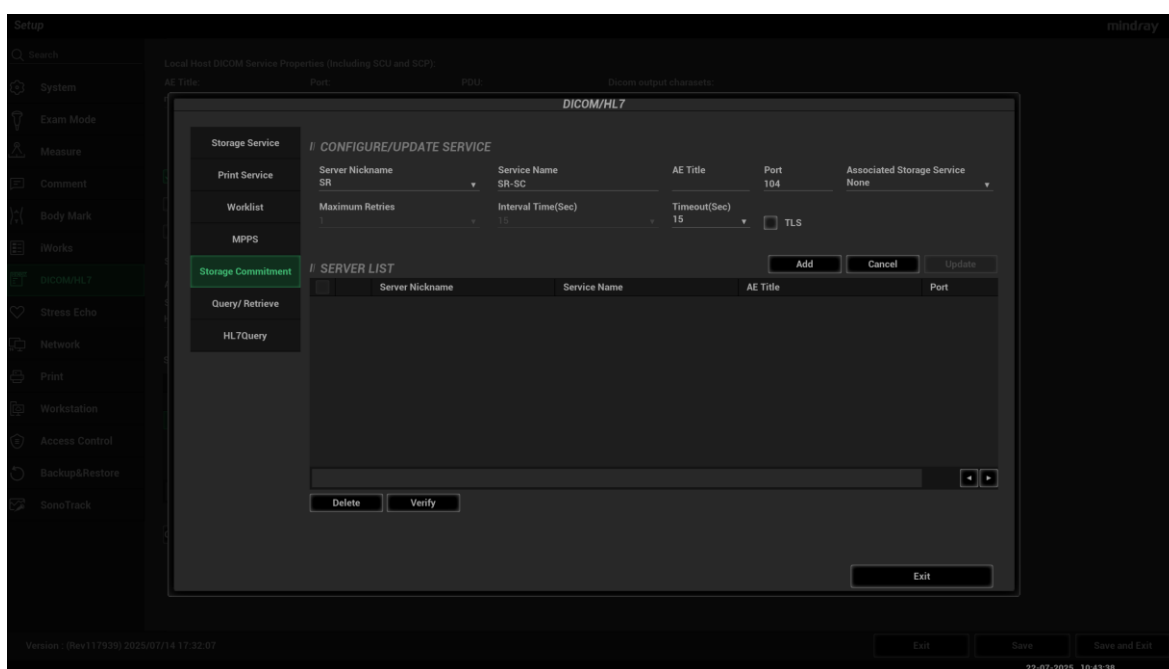 Setup
mindray
Search
Local Host DICOM Service Properties (Including SCU and SCP):
System
AE Title: Port: PDU: Dicom output charasets:
DICOM/HL7
Exam Mode
Measure
Comment
Body Mark
iWorks
DICOM/HL7
Stress Echo
Network
Print
Workstation
Access Control
Backup&Restore
SonoTrack
Storage Service
Print Service
Worklist
MPPS
Storage Commitment
Query/ Retrieve
HL7Query
CONFIGURE/UPDATE SERVICE
Server Nickname Service Name AE Title Port Associated Storage Service
SR SR-SC 104 None
Maximum Retries Interval Time(Sec) Timeout(Sec)
1 15 15 TLS
SERVER LIST
Add Cancel Update
Server Nickname Service Name AE Title Port
Delete Verify
Exit
Version : (Rev117939) 2025/07/14 17:32:07
Exit Save Save and Exit
22-07-2025 10:43:38